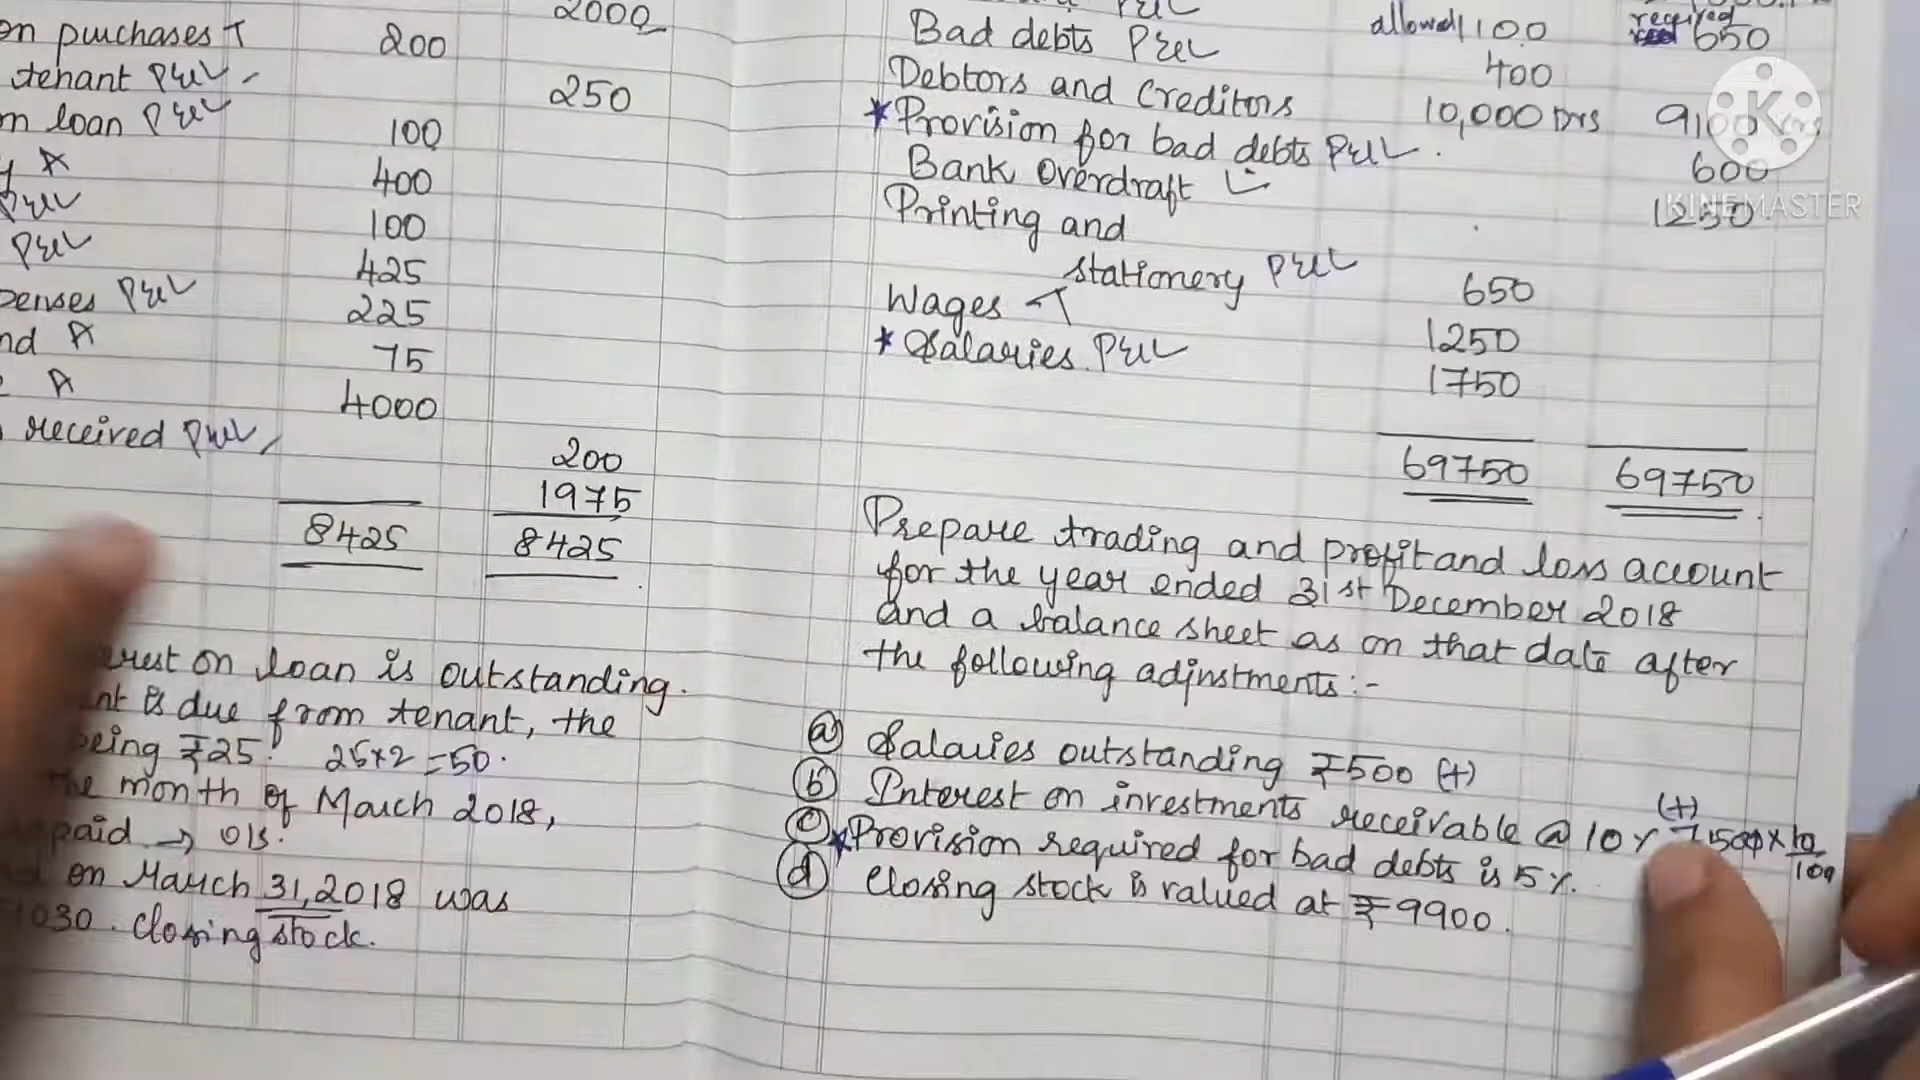 2000
on purchases T 200
tenant P&L 250
loan P&L 100
A 400
P&L 100
P&L 425
penses P&L 225
nd A 75
A 4000
received P&L 200
1975
8425 8425
on loan is outstanding.
is due from tenant, the
being ₹25. 25×2=50.
the month of March 2018,
paid → O/S.
on March 31, 2018 was
1030. Closing stock.
allowed 100 received 650
Bad debts P&L 400
Debtors and Creditors 10,000 Drs
* Provision for bad debts P&L. 600
Bank Overdraft L 1250
Printing and
stationery P&L 650
Wages - T 1250
* Salaries P&L 1750
69750 69750
Prepare trading and profit and loss account
for the year ended 31st December 2018
and a balance sheet as on that date after
the following adjustments:-
(a) Salaries outstanding ₹500 (+)
(b) Interest on investments receivable @ 10% (+)
(c) * Provision required for bad debts is 5%.
(d) Closing stock is valued at ₹9900.
KINEMASTER